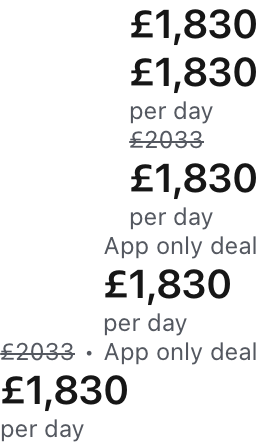 £1,830
£1,830
per day
£2033
£1,830
per day
App only deal
£1,830
per day
£2033 • App only deal
£1,830
per day